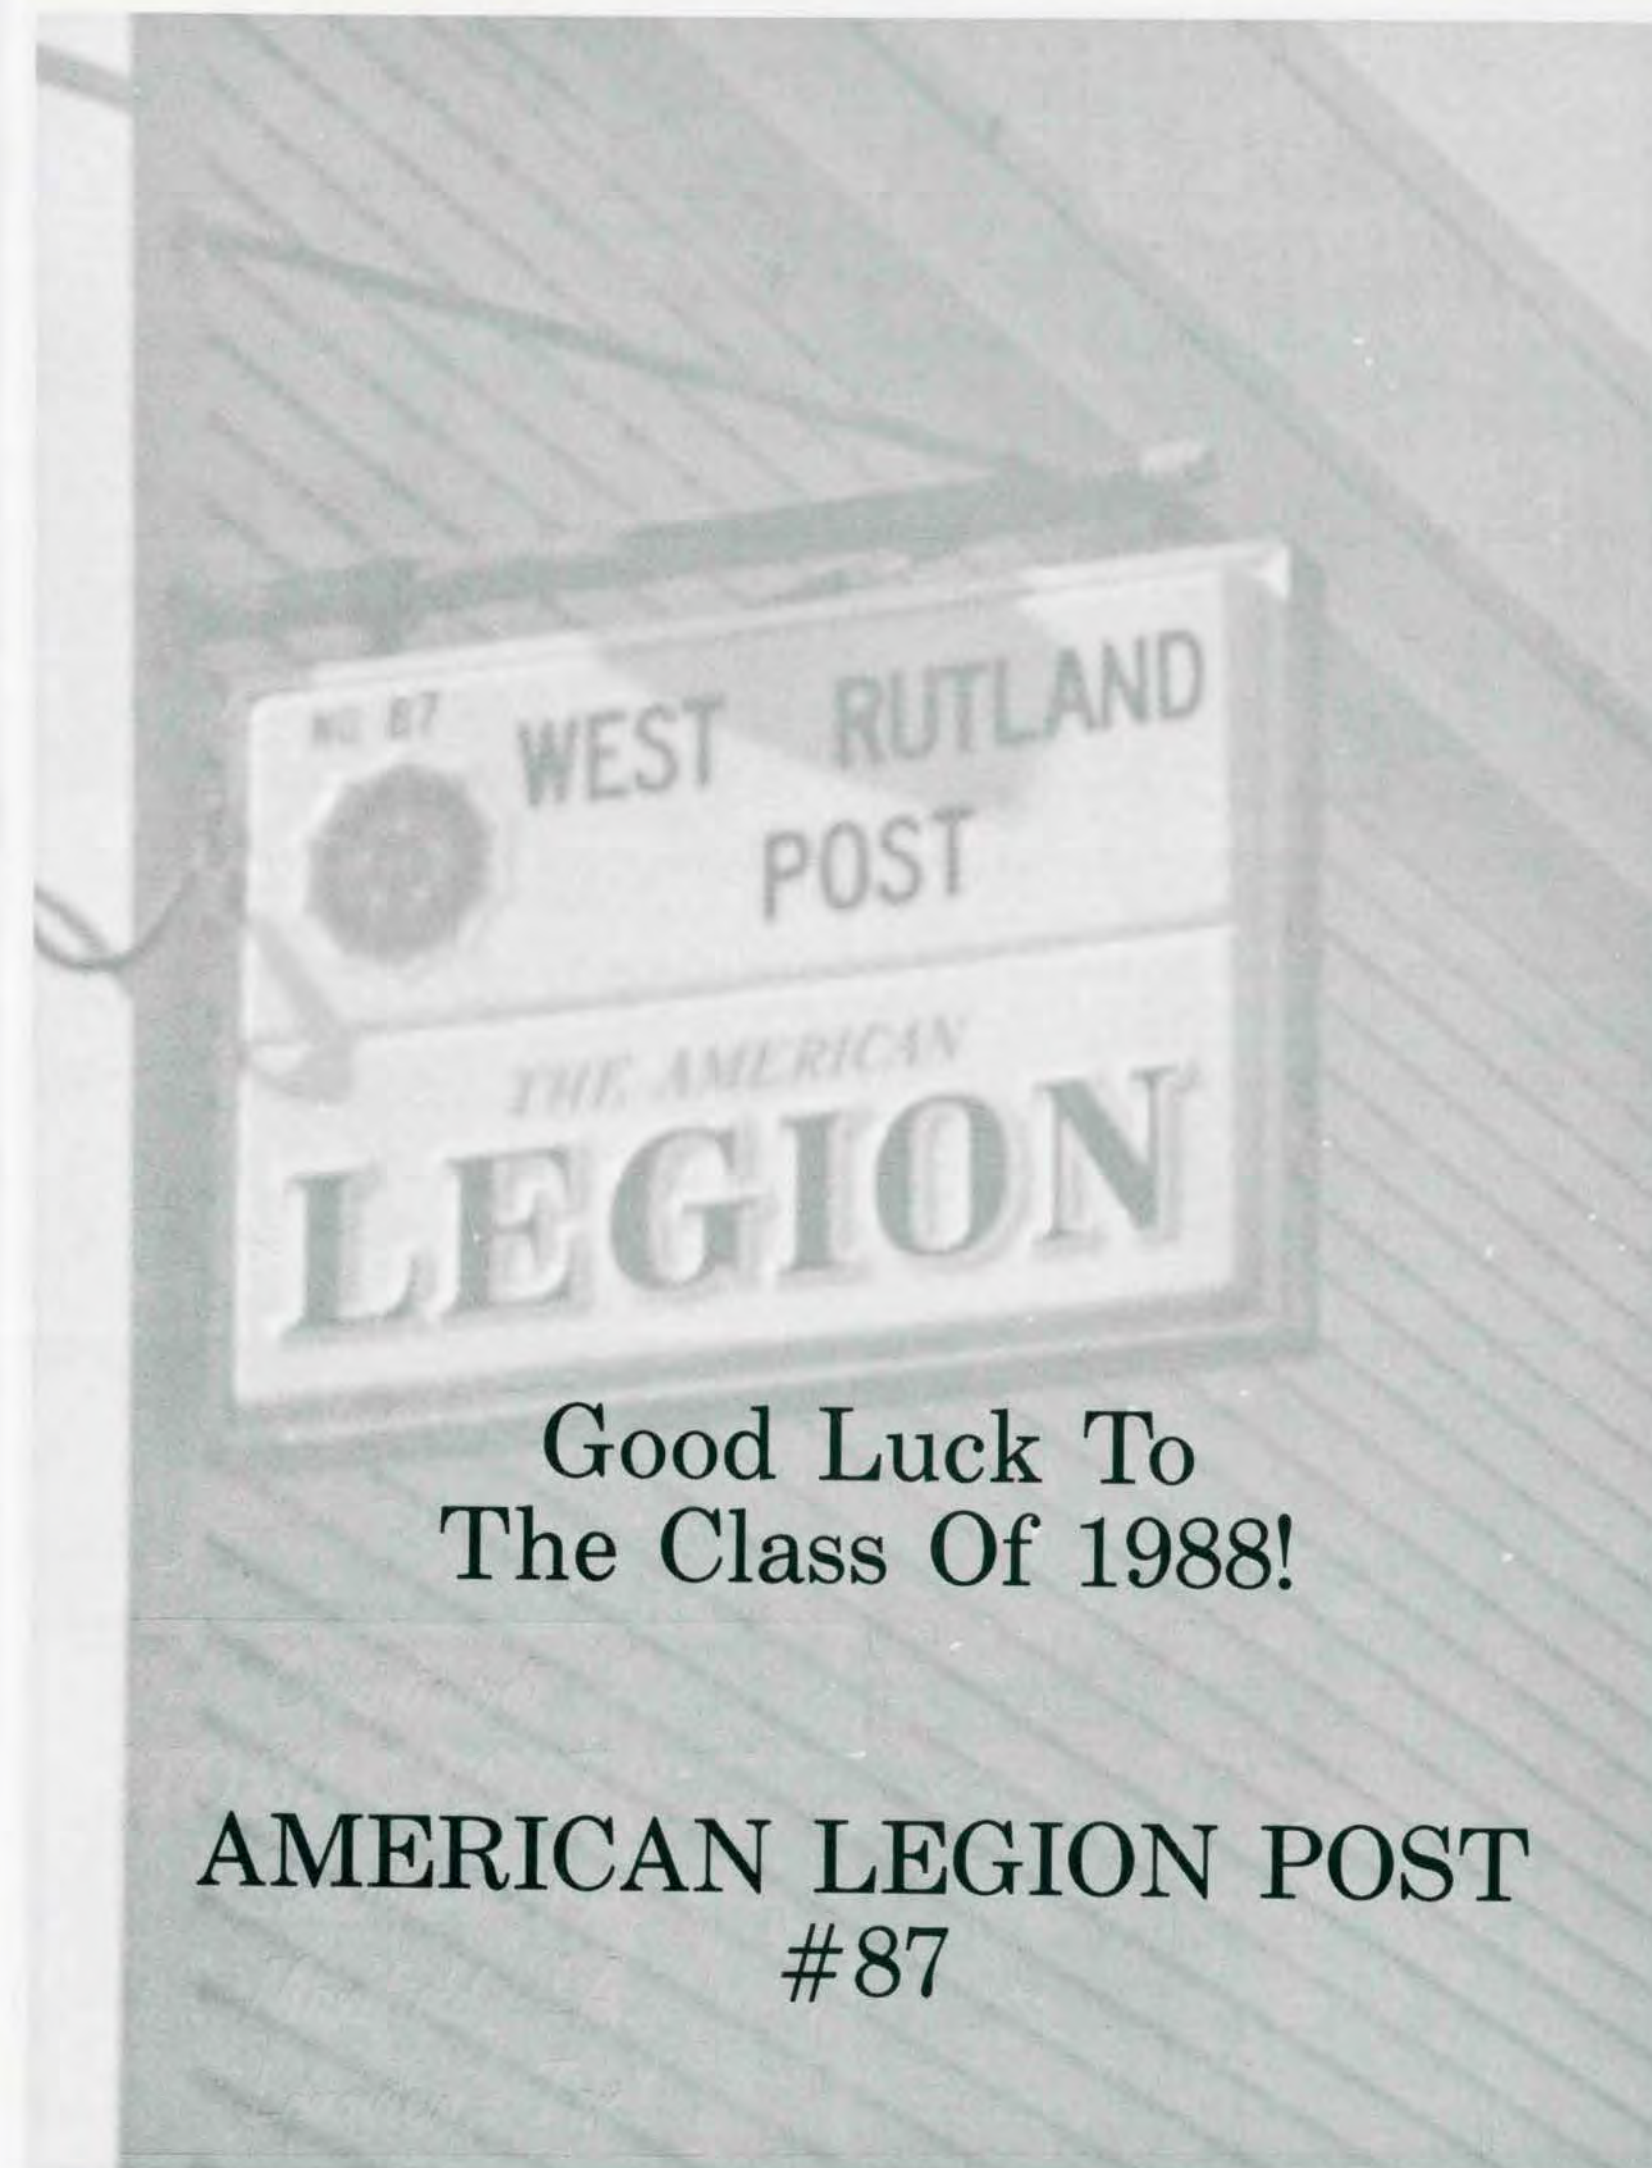 NO. 87
WEST RUTLAND
POST
THE AMERICAN
LEGION
Good Luck To
The Class Of 1988!
AMERICAN LEGION POST
#87